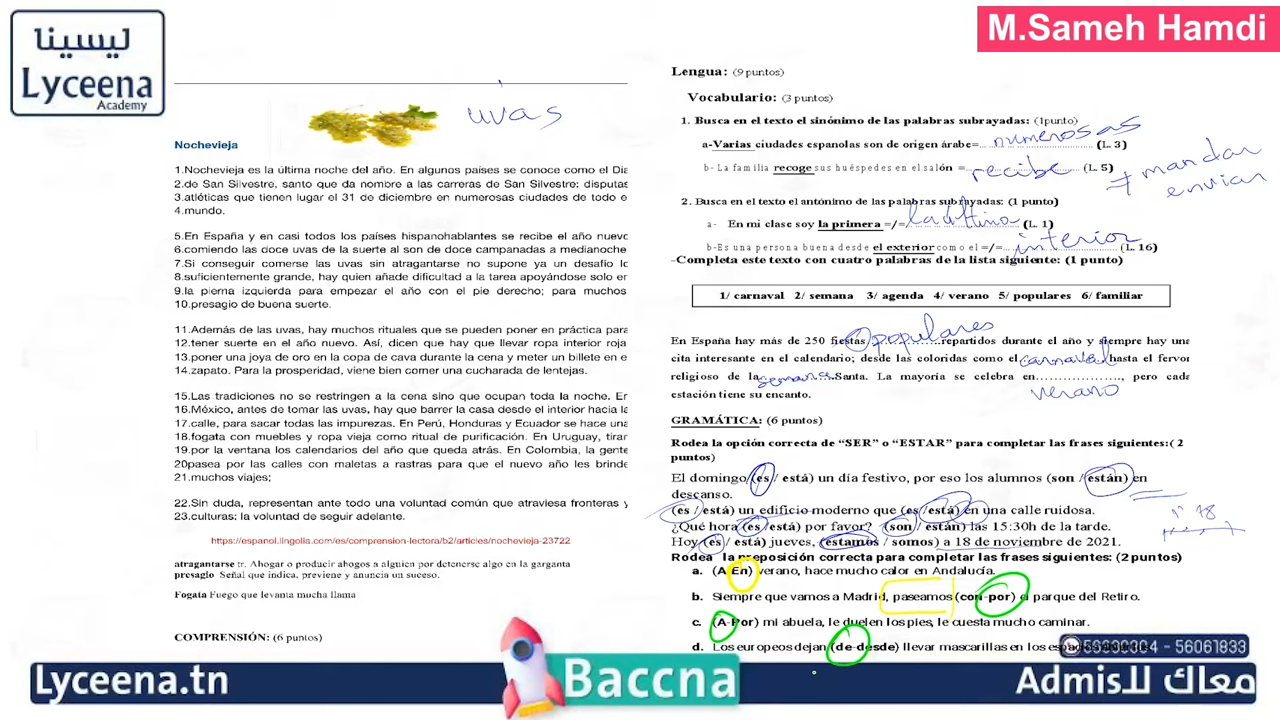 ليسينا
Lyceena
Academy
M.Sameh Hamdi
uvas
Nochevieja
1.Nochevieja es la última noche del año. En algunos países se conoce como el Día
2.de San Silvestre, santo que da nombre a las carreras de San Silvestre: disputas
3.atléticas que tienen lugar el 31 de diciembre en numerosas ciudades de todo e
4.mundo.
5.En España y en casi todos los países hispanohablantes se recibe el año nuevo
6.comiendo las doce uvas de la suerte al son de doce campanadas a medianoche
7.Si conseguir comerse las uvas sin atragantarse no supone ya un desafío lo
8.suficientemente grande, hay quien añade dificultad a la tarea apoyándose solo en
9.la pierna izquierda para empezar el año con el pie derecho; para muchos
10.presagio de buena suerte.
11.Además de las uvas, hay muchos rituales que se pueden poner en práctica para
12.tener suerte en el año nuevo. Así, dicen que hay que llevar ropa interior roja
13.poner una joya de oro en la copa de cava durante la cena y meter un billete en e
14.zapato. Para la prosperidad, viene bien comer una cucharada de lentejas.
15.Las tradiciones no se restringen a la cena sino que ocupan toda la noche. En
16.México, antes de tomar las uvas, hay que barrer la casa desde el interior hacia la
17.calle, para sacar todas las impurezas. En Perú, Honduras y Ecuador se hace una
18.fogata con muebles y ropa vieja como ritual de purificación. En Uruguay, tirar
19.por la ventana los calendarios del año que queda atrás. En Colombia, la gente
20pasea por las calles con maletas a rastras para que el nuevo año les brinde
21.muchos viajes;
22.Sin duda, representan ante todo una voluntad común que atraviesa fronteras y
23.culturas: la voluntad de seguir adelante.
https://espanol.lingolia.com/es/comprension-lectora/b2/articles/nochevieja-23722
atragantarse tr. Ahogar o producir ahogos a alguien por detenerse algo en la garganta
presagio Señal que indica, previene y anuncia un suceso.
Fogata Fuego que levanta mucha llama
COMPRENSIÓN: (6 puntos)
Lengua: (9 puntos)
Vocabulario: (3 puntos)
1. Busca en el texto el sinónimo de las palabras subrayadas: (1punto)
a-Varias ciudades espanolas son de origen árabe= numerosas (L. 3)
b- La familia recoge sus huéspedes en el salón = recibe (L. 5)
≠ mandar
enviar
2. Busca en el texto el antónimo de las palabras subrayadas: (1 punto)
a- En mi clase soy la primera =/= (L. 1)
b-Es una persona buena desde el exterior como el =/= interior (L. 16)
-Completa este texto con cuatro palabras de la lista siguiente: (1 punto)
1/ carnaval 2/ semana 3/ agenda 4/ verano 5/ populares 6/ familiar
En España hay más de 250 fiestas populares repartidos durante el año y siempre hay una
cita interesante en el calendario; desde las coloridas como el carnaval hasta el fervor
religioso de la semana Santa. La mayoría se celebra en…………………, pero cada
verano
estación tiene su encanto.
GRAMÁTICA: (6 puntos)
Rodea la opción correcta de “SER” o “ESTAR” para completar las frases siguientes:( 2
puntos)
El domingo (es / está) un día festivo, por eso los alumnos (son / están) en
descanso.
(es / está) un edificio moderno que (es /está) en una calle ruidosa.
¿Qué hora (es /está) por favor? (son / están) las 15:30h de la tarde.
Hoy (es / está) jueves, (estamos / somos) a 18 de noviembre de 2021.
Rodea la preposición correcta para completar las frases siguientes: (2 puntos)
a. (A-En) verano, hace mucho calor en Andalucía.
b. Siempre que vamos a Madrid, paseamos (con-por) el parque del Retiro.
c. (A-Por) mi abuela, le duelen los pies, le cuesta mucho caminar.
d. Los europeos dejan (de-desde) llevar mascarillas en los
- 56061833
Lyceena.tn
Baccna
معاك للـAdmis